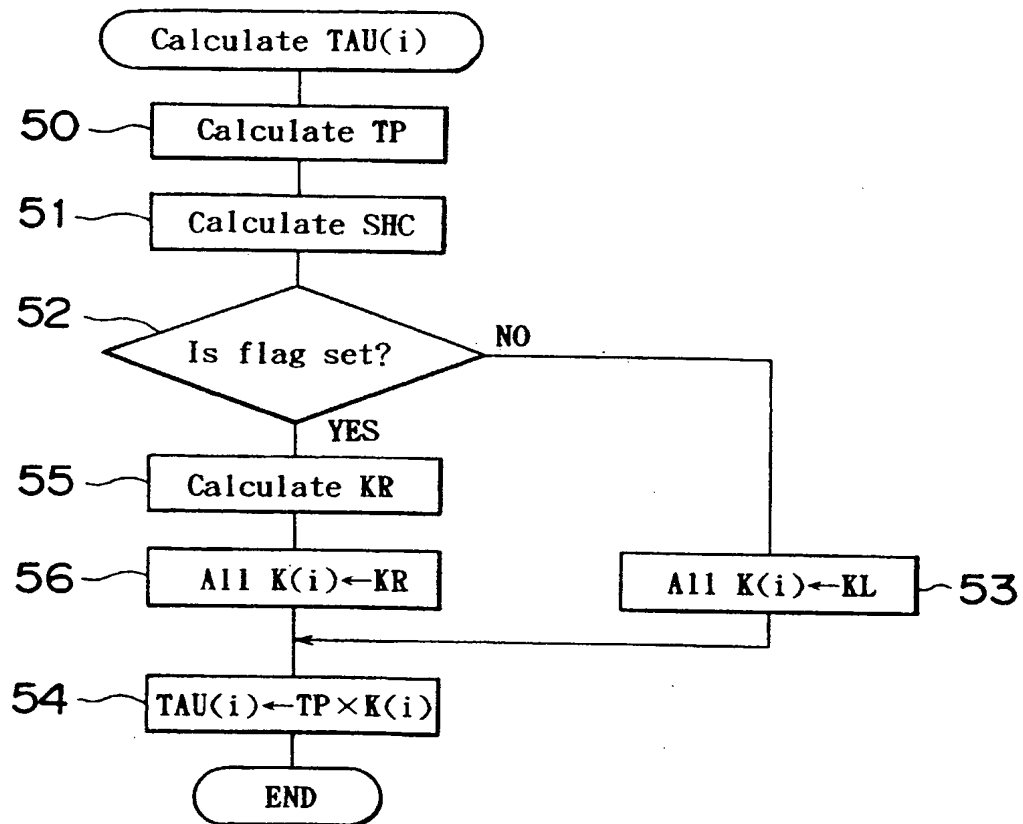 Calculate TAU(i)
50
Calculate TP
51
Calculate SHC
52
Is flag set?
NO
YES
55
Calculate KR
56
All K(i)←KR
All K(i)←KL
53
54
TAU(i)←TP×K(i)
END